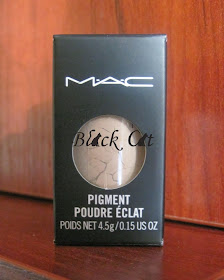 MAC
Black Cat
PIGMENT
POUDRE ÉCLAT
POIDS NET 4.5g/0.15 US OZ